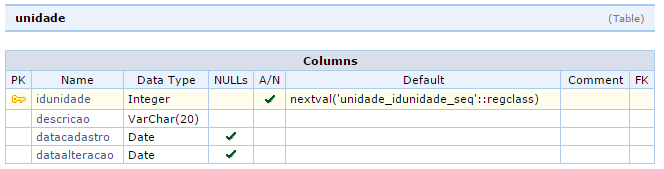 unidade (Table)
Columns
PK Name Data Type NULLs A/N Default Comment FK
idunidade Integer nextval('unidade_idunidade_seq'::regclass)
descricao VarChar(20)
datacadastro Date
dataalteracao Date